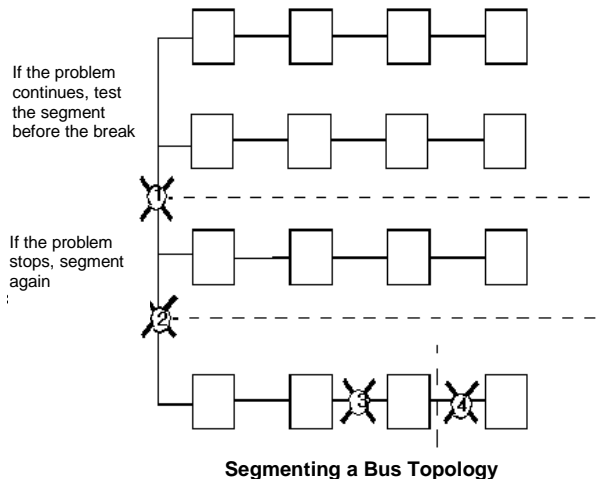 If the problem
continues, test
the segment
before the break
1
If the problem
stops, segment
again
:
2
3
4
Segmenting a Bus Topology